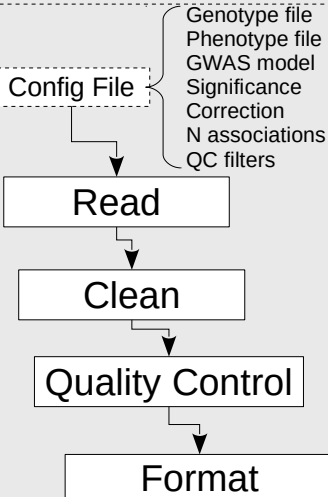 Genotype file
Phenotype file
GWAS model
Config File
Significance
Correction
N associations
QC filters
Read
Clean
Quality Control
Format